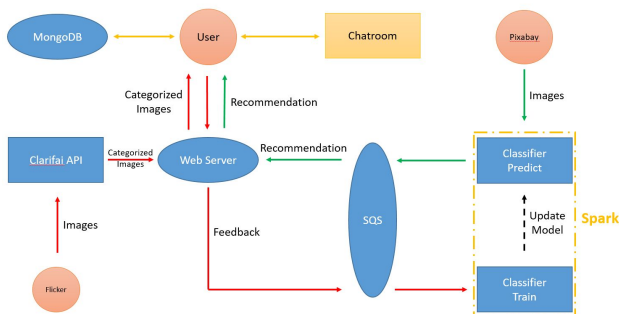 MongoDB
User
Chatroom
Pixabay
Categorized
Images
Recommendation
Images
Clarifai API
Categorized
Images
Web Server
Recommendation
Classifier
Predict
SQS
Update
Model
Spark
Images
Feedback
Flicker
Classifier
Train